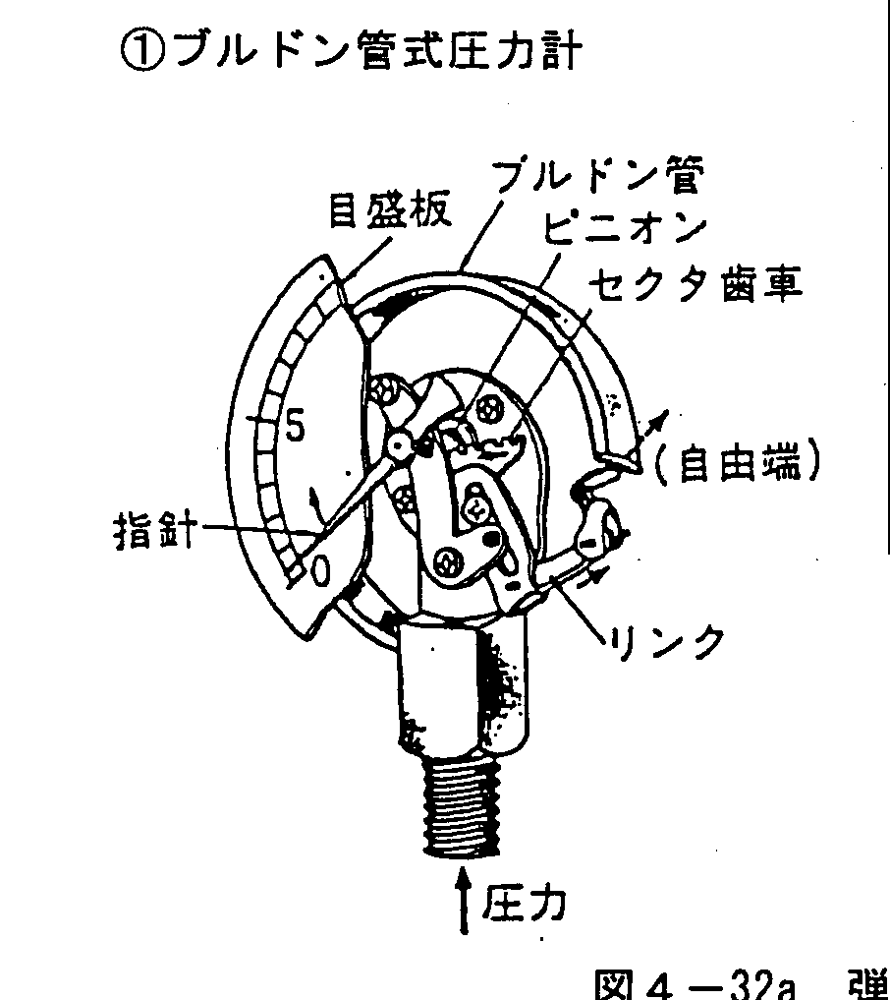 ①ブルドン管式圧力計
ブルドン管
目盛板
ピニオン
セクタ歯車
5
(自由端)
指針
0
リンク
圧力
図4－32a 弾